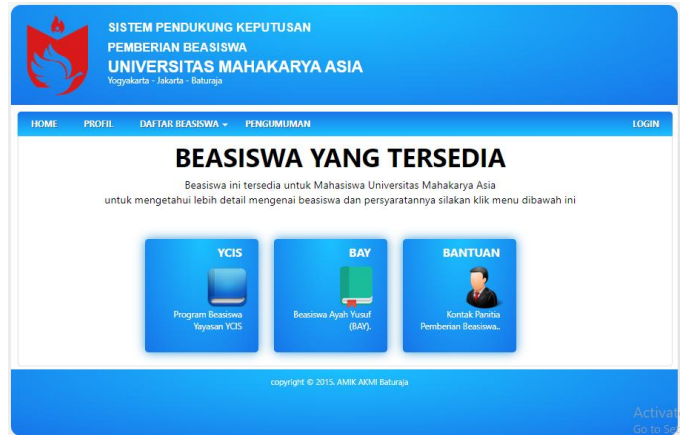 SISTEM PENDUKUNG KEPUTUSAN
PEMBERIAN BEASISWA
UNIVERSITAS MAHAKARYA ASIA
Yogyakarta - Jakarta - Baturaja
HOME PROFIL DAFTAR BEASISWA PENGUMUMAN LOGIN
BEASISWA YANG TERSEDIA
Beasiswa ini tersedia untuk Mahasiswa Universitas Mahakarya Asia
untuk mengetahui lebih detail mengenai beasiswa dan persyaratannya silakan klik menu dibawah ini
YCIS
Program Beasiswa
Yayasan YCIS
BAY
Beasiswa Ayah Yusuf
(BAY).
BANTUAN
Kontak Panitia
Pemberian Beasiswa..
copyright © 2015. AMIK AKMI Baturaja
Activat
Go to Se